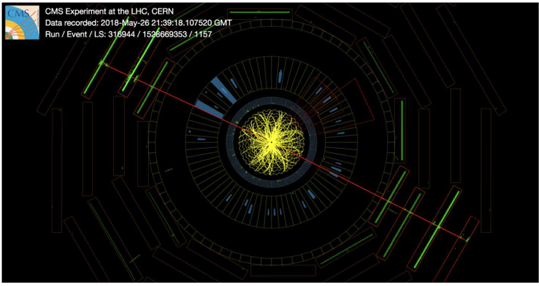 CMS Experiment at the LHC, CERN
Data recorded: 2018-May-26 21:39:18.107520 GMT
Run / Event / LS: 316944 / 1526669353 / 1157